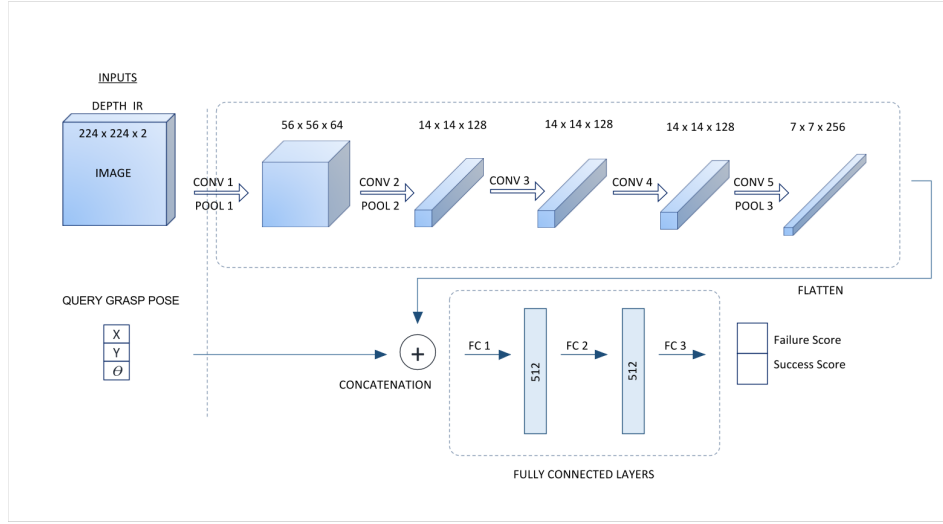 INPUTS
DEPTH IR
224 x 224 x 2
IMAGE
56 x 56 x 64
14 x 14 x 128
14 x 14 x 128
14 x 14 x 128
7 x 7 x 256
CONV 1
POOL 1
CONV 2
POOL 2
CONV 3
CONV 4
CONV 5
POOL 3
FLATTEN
QUERY GRASP POSE
X
Y
θ
+
CONCATENATION
FC 1
512
FC 2
512
FC 3
Failure Score
Success Score
FULLY CONNECTED LAYERS